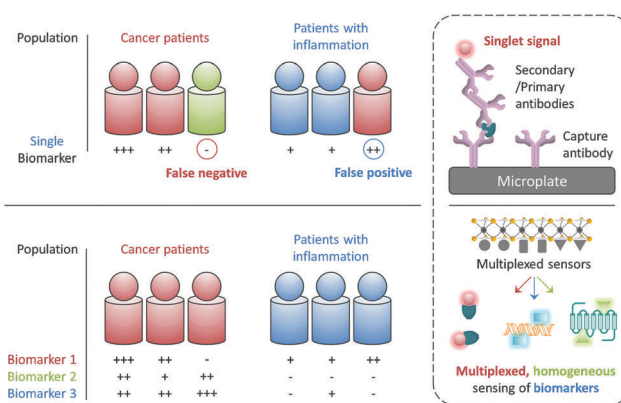 Population
Cancer patients
Patients with
inflammation
Single
Biomarker
+++ ++ - + + ++
False negative
False positive
Population
Cancer patients
Patients with
inflammation
Biomarker 1 +++ ++ - + + ++
Biomarker 2 ++ + ++ - - -
Biomarker 3 ++ ++ +++ - + -
Singlet signal
Secondary
/Primary
antibodies
Capture
antibody
Microplate
Multiplexed sensors
Multiplexed, homogeneous
sensing of biomarkers